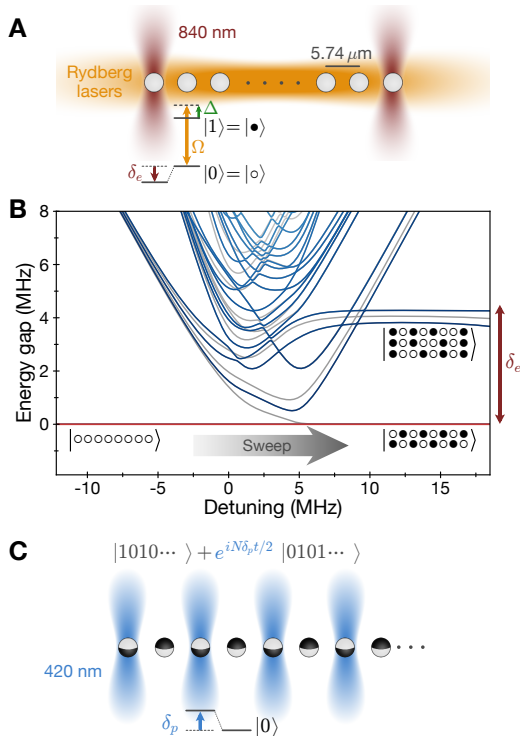 A
840 nm
5.74 μm
Rydberg
lasers
Δ
|1⟩=|●⟩
Ω
δe
|0⟩=|○⟩
B
8
6
4
2
0
Energy gap (MHz)
|○○○○○○○○⟩
Sweep
|●○●○●○○●
●○○●○●○●
●○●○○●○●⟩
|○●○●○●○●
●○●○●○●○⟩
δe
-10 -5 0 5 10 15
Detuning (MHz)
C
|1010⋯ ⟩ + e^{iNδpt/2} |0101⋯ ⟩
420 nm
δp
|0⟩